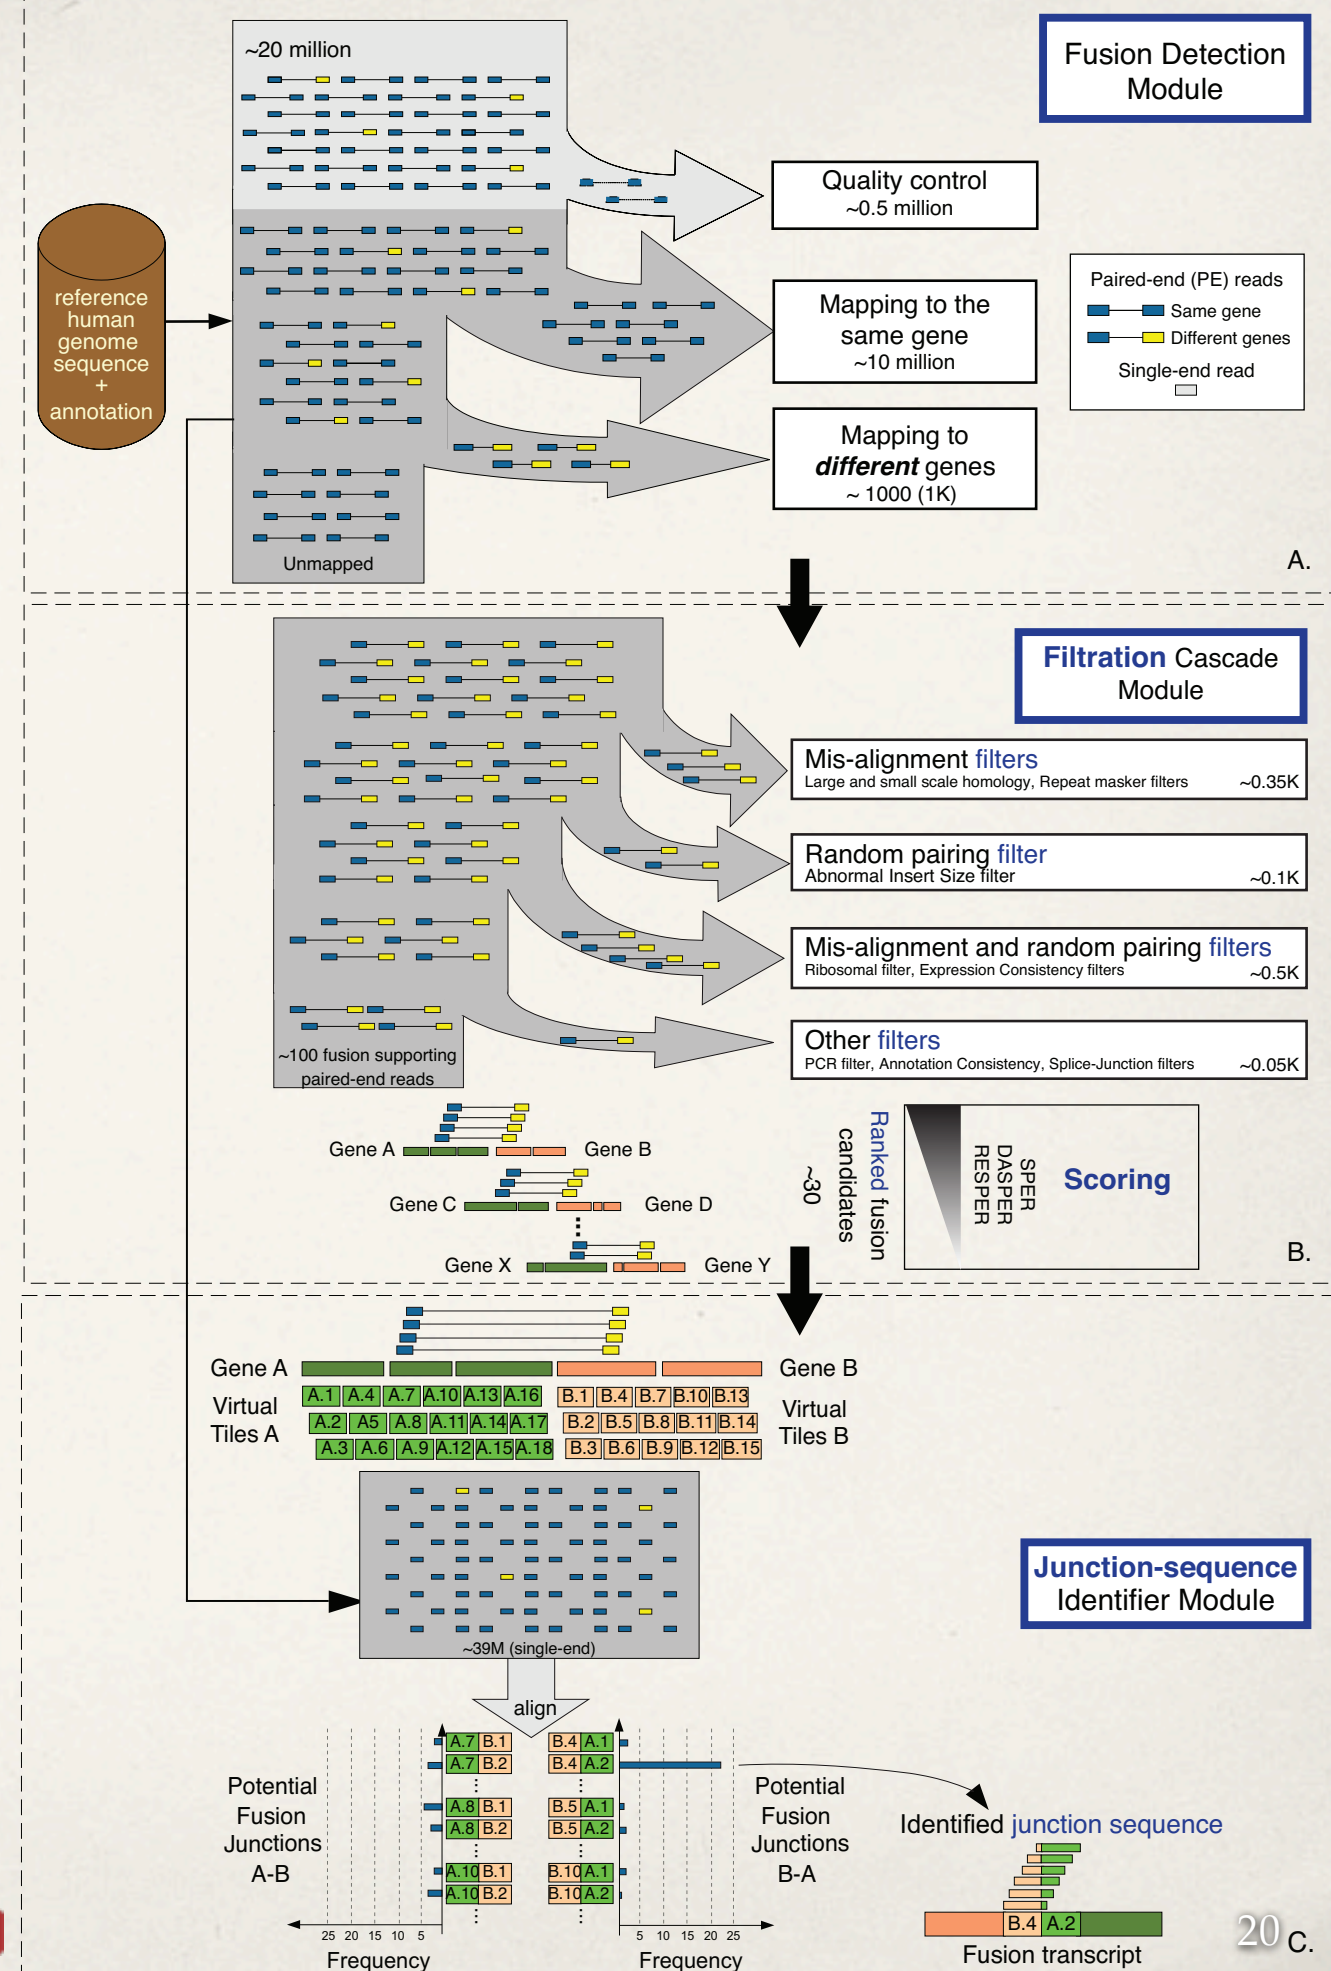 ~20 million
Fusion Detection
Module
Quality control
~0.5 million
reference
human
genome
sequence
+
annotation
Mapping to the
same gene
~10 million
Paired-end (PE) reads
Same gene
Different genes
Single-end read
Mapping to
different genes
~ 1000 (1K)
Unmapped
A.
Filtration Cascade
Module
Mis-alignment filters
Large and small scale homology, Repeat masker filters ~0.35K
Random pairing filter
Abnormal Insert Size filter ~0.1K
Mis-alignment and random pairing filters
Ribosomal filter, Expression Consistency filters ~0.5K
Other filters
PCR filter, Annotation Consistency, Splice-Junction filters ~0.05K
~100 fusion supporting
paired-end reads
Gene A Gene B
Gene C Gene D
Gene X Gene Y
Ranked fusion
candidates
~30
SPER
DASPER
RESPER
Scoring
B.
Gene A Gene B
Virtual
Tiles A
A.1 A.4 A.7 A.10 A.13 A.16 B.1 B.4 B.7 B.10 B.13
A.2 A5 A.8 A.11 A.14 A.17 B.2 B.5 B.8 B.11 B.14
A.3 A.6 A.9 A.12 A.15 A.18 B.3 B.6 B.9 B.12 B.15
Virtual
Tiles B
~39M (single-end)
Junction-sequence
Identifier Module
align
Potential
Fusion
Junctions
A-B
A.7 B.1 B.4 A.1
A.7 B.2 B.4 A.2
A.8 B.1 B.5 A.1
A.8 B.2 B.5 A.2
A.10 B.1 B.10 A.1
A.10 B.2 B.10 A.2
Potential
Fusion
Junctions
B-A
25 20 15 10 5
Frequency
5 10 15 20 25
Frequency
Identified junction sequence
B.4 A.2
Fusion transcript
20
C.